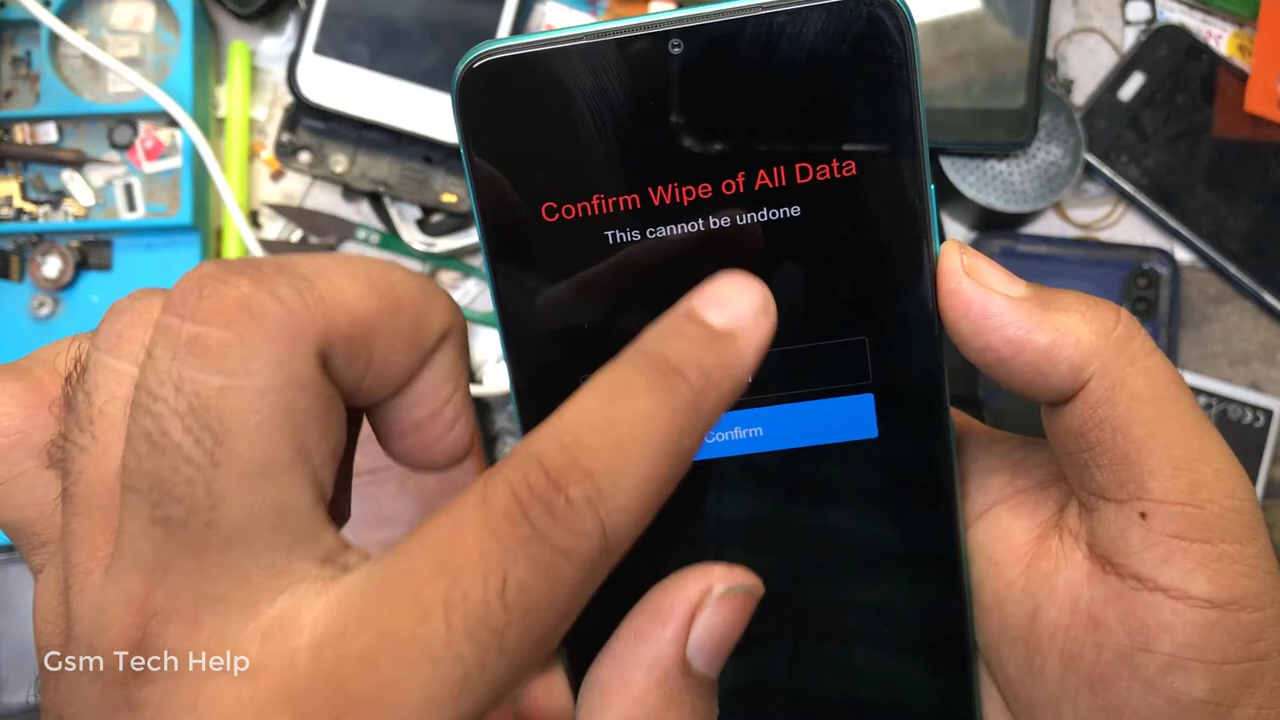 Confirm Wipe of All Data
This cannot be undone
Confirm
Gsm Tech Help